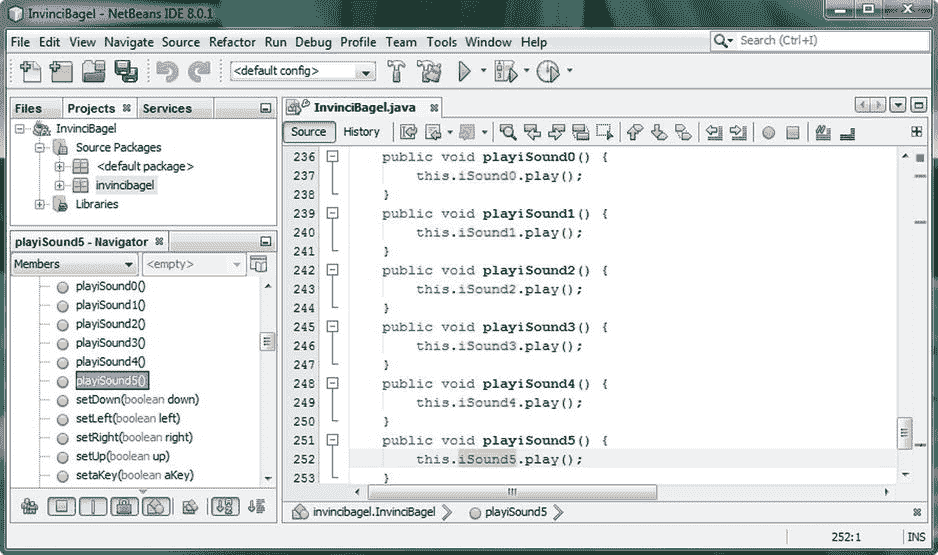 InvinciBagel - NetBeans IDE 8.0.1
File Edit View Navigate Source Refactor Run Debug Profile Team Tools Window Help
Search (Ctrl+I)
<default config>
Files Projects Services
InvinciBagel
Source Packages
<default package>
invincibagel
Libraries
playiSound5 - Navigator
Members <empty>
playiSound0()
playiSound1()
playiSound2()
playiSound3()
playiSound4()
playiSound5()
setDown(boolean down)
setLeft(boolean left)
setRight(boolean right)
setUp(boolean up)
setaKey(boolean aKey)
InvinciBagel.java
Source History
236 public void playiSound0() {
237 this.iSound0.play();
238 }
239 public void playiSound1() {
240 this.iSound1.play();
241 }
242 public void playiSound2() {
243 this.iSound2.play();
244 }
245 public void playiSound3() {
246 this.iSound3.play();
247 }
248 public void playiSound4() {
249 this.iSound4.play();
250 }
251 public void playiSound5() {
252 this.iSound5.play();
253 }
invincibagel.InvinciBagel playiSound5
252:1 INS